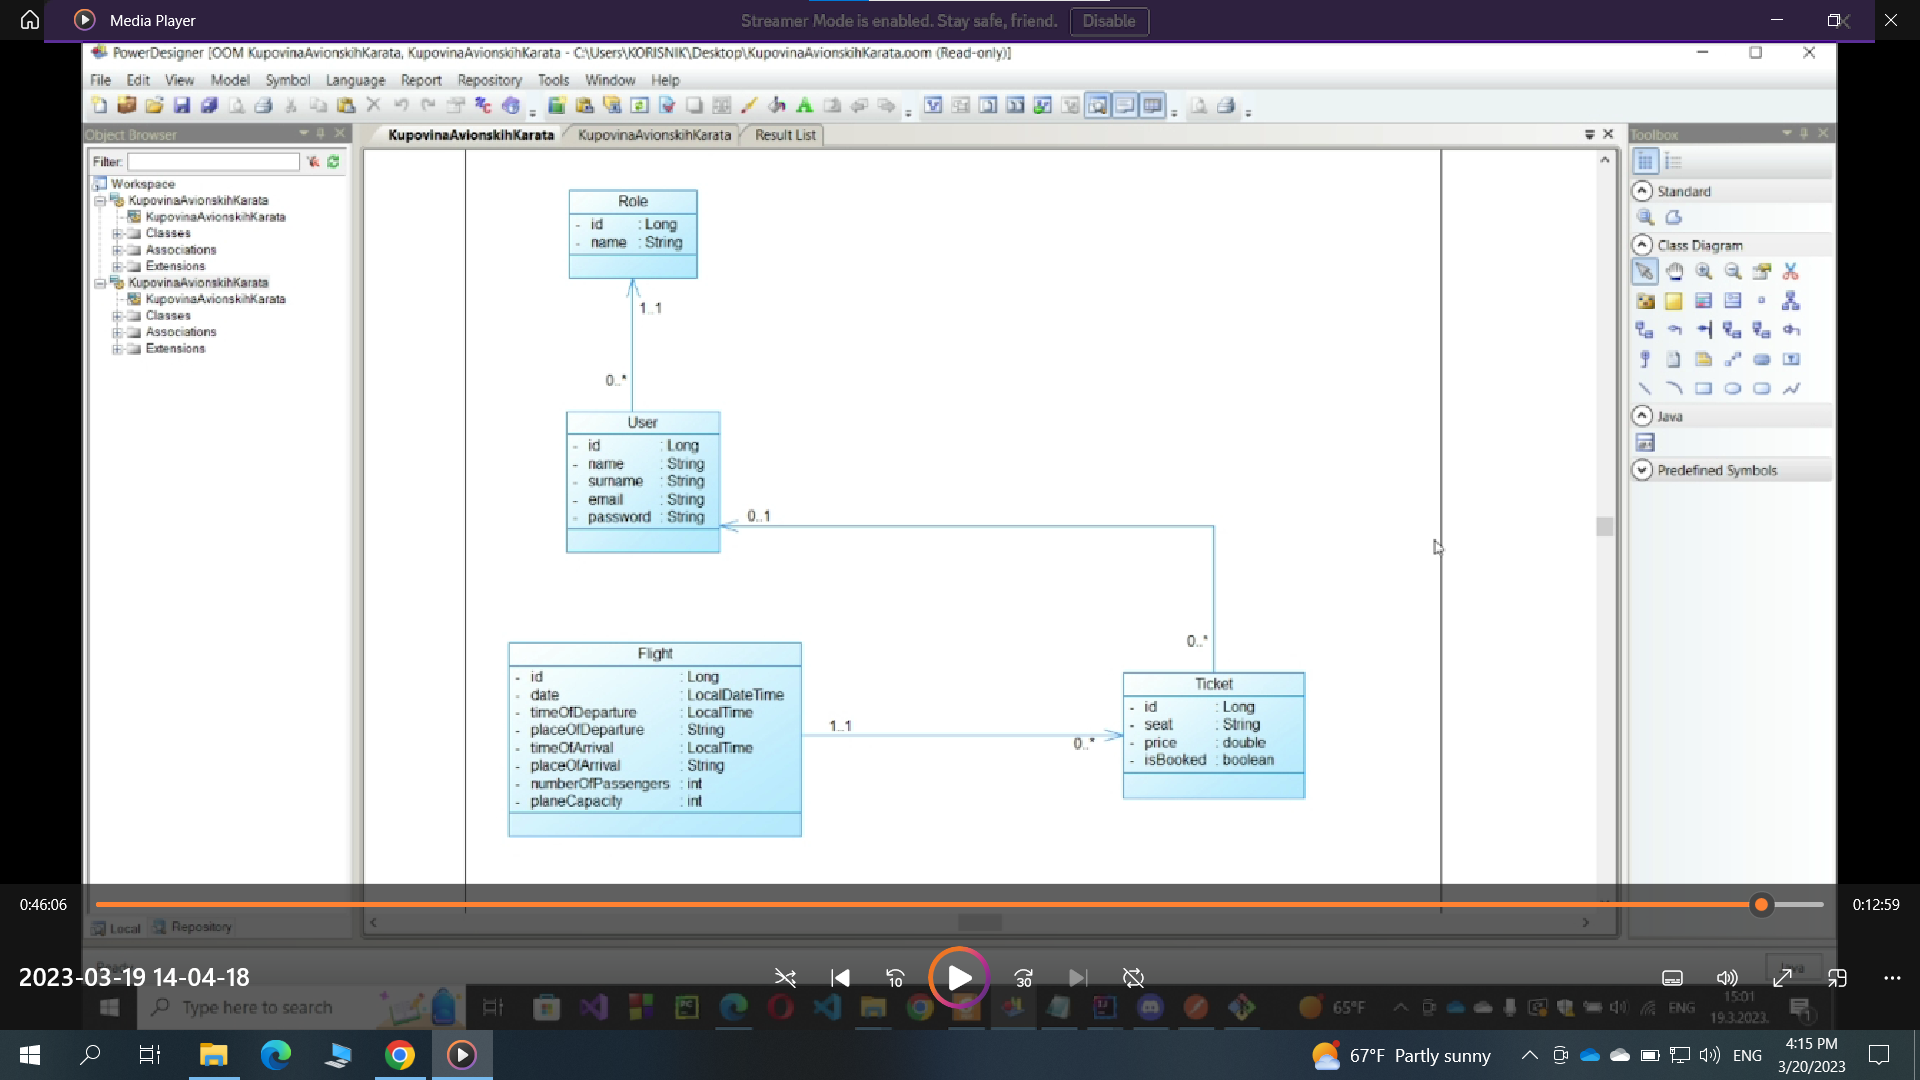 Media Player
Streamer Mode is enabled. Stay safe, friend. Disable
PowerDesigner [OOM KupovinaAvionskihKarata, KupovinaAvionskihKarata - C:\Users\KORISNIK\Desktop\KupovinaAvionskihKarata.oom (Read-only)]
File Edit View Model Symbol Language Report Repository Tools Window Help
Object Browser
KupovinaAvionskihKarata KupovinaAvionskihKarata Result List
Toolbox
Filter:
Workspace
KupovinaAvionskihKarata
KupovinaAvionskihKarata
Classes
Associations
Extensions
KupovinaAvionskihKarata
KupovinaAvionskihKarata
Classes
Associations
Extensions
Role
- id : Long
- name : String
1..1
0..*
User
- id : Long
- name : String
- surname : String
- email : String
- password : String
0..1
0..*
Flight
- id : Long
- date : LocalDateTime
- timeOfDeparture : LocalTime
- placeOfDeparture : String
- timeOfArrival : LocalTime
- placeOfArrival : String
- numberOfPassengers : int
- planeCapacity : int
1..1
0..*
Ticket
- id : Long
- seat : String
- price : double
- isBooked : boolean
Standard
Class Diagram
Java
Predefined Symbols
0:46:06
0:12:59
Local Repository
Ready
Java
2023-03-19 14-04-18
10
30
Type here to search
65°F
ENG
15:01
19.3.2023.
1
67°F Partly sunny
ENG
4:15 PM
3/20/2023